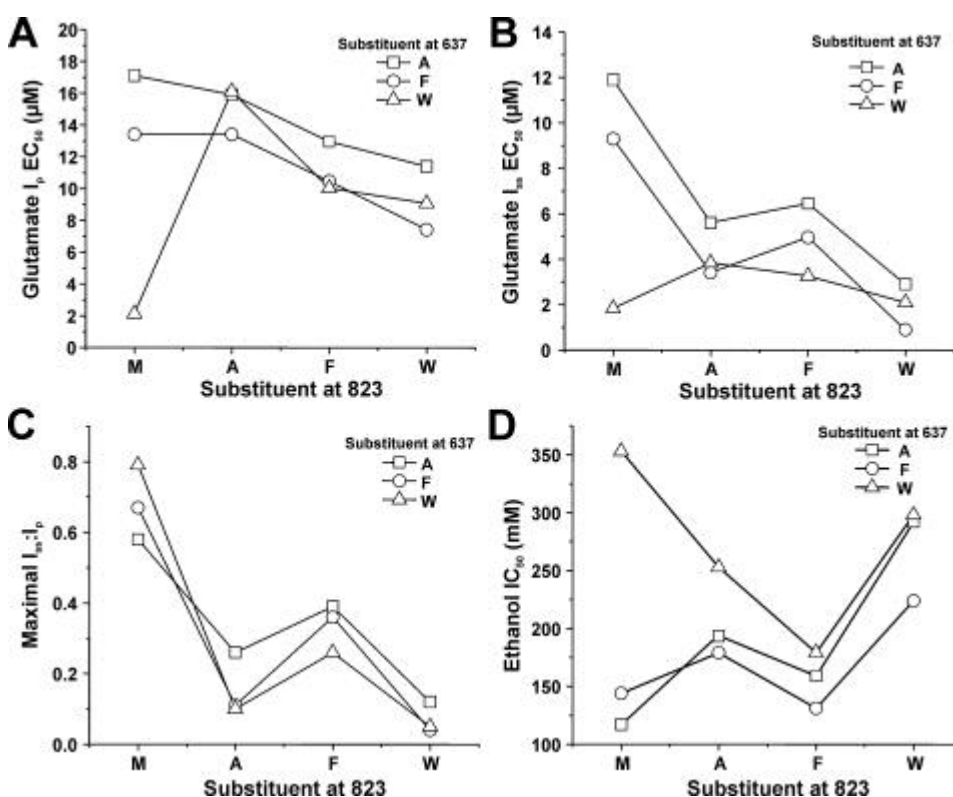 A
Glutamate Iₚ EC₅₀ (µM)
20
18
16
14
12
10
8
6
4
2
0
Substituent at 637
A
F
W
M A F W
Substituent at 823
B
Glutamate Iₛₛ EC₅₀ (µM)
14
12
10
8
6
4
2
0
Substituent at 637
A
F
W
M A F W
Substituent at 823
C
Maximal Iₛₛ:Iₚ
0.8
0.6
0.4
0.2
0.0
Substituent at 637
A
F
W
M A F W
Substituent at 823
D
Ethanol IC₅₀ (mM)
350
300
250
200
150
100
Substituent at 637
A
F
W
M A F W
Substituent at 823